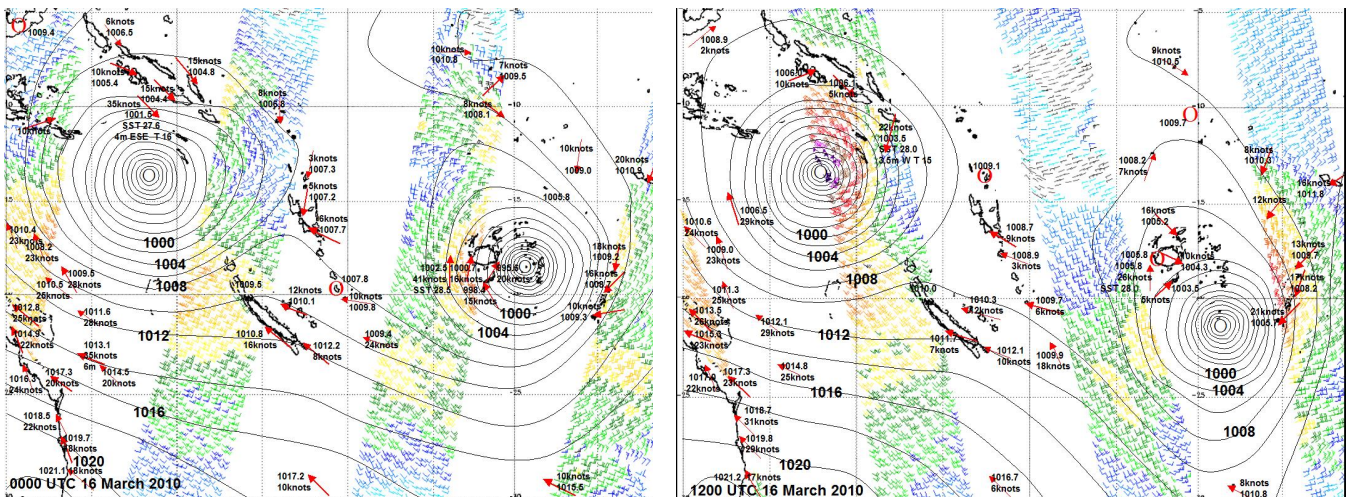 1009.4
6knots
1006.5
10knots
1005.4
15knots
1004.8
15knots
1004.4
35knots
1001.5
SST 27.6
4m ESE T 16
10knots
8knots
1006.8
10knots
1010.8
7knots
1009.5
8knots
1008.1
3knots
1007.3
5knots
1007.2
6knots
1007.7
10knots
1009.0
20knots
1010.9
1005.8
1010.4
23knots
1008.2
23knots
1009.5
28knots
1010.5
26knots
1000
1004
1008
1009.5
1007.8
12knots
1010.1
10knots
1009.8
1002.5
41knots
SST 28.5
1000.7
16knots
998.4
15knots
995.6
20knots
18knots
1009.2
16knots
1008.7
10knots
1009.3
1000
1004
1012.8
25knots
1011.6
28knots
1014.9
22knots
1013.1
35knots
6m
1012
1010.8
16knots
1012.2
8knots
1009.4
24knots
1016.3
24knots
1017.3
20knots
1014.5
20knots
1016
1018.5
22knots
1019.7
18knots
1020
1021.1
18knots
1017.2
10knots
10knots
1015.5
0000 UTC 16 March 2010
1008.9
2knots
1006.0
10knots
1006.1
5knots
22knots
1003.5
SST 28.0
3.5m W T 15
9knots
1010.5
1009.7
1009.1
1008.2
7knots
8knots
1010.3
16knots
1011.8
12knots
1006.5
29knots
1010.6
24knots
1009.0
23knots
1000
1004
1008
1008.7
9knots
1008.9
3knots
16knots
1005.2
1005.8
1005.8
26knots
SST 28.0
10knots
1004.3
5knots
1003.5
13knots
1009.7
17knots
1008.2
21knots
1005.7
1011.3
25knots
1010.0
1010.3
12knots
1009.7
6knots
1013.5
26knots
1012.1
29knots
1015.3
23knots
1012
1011.7
7knots
1012.1
10knots
1009.9
18knots
1017.0
22knots
1017.3
23knots
1014.8
25knots
1016
1000
1004
1008
1018.7
31knots
1019.8
29knots
1020
1021.2
17knots
1016.7
6knots
8knots
1010.8
1200 UTC 16 March 2010